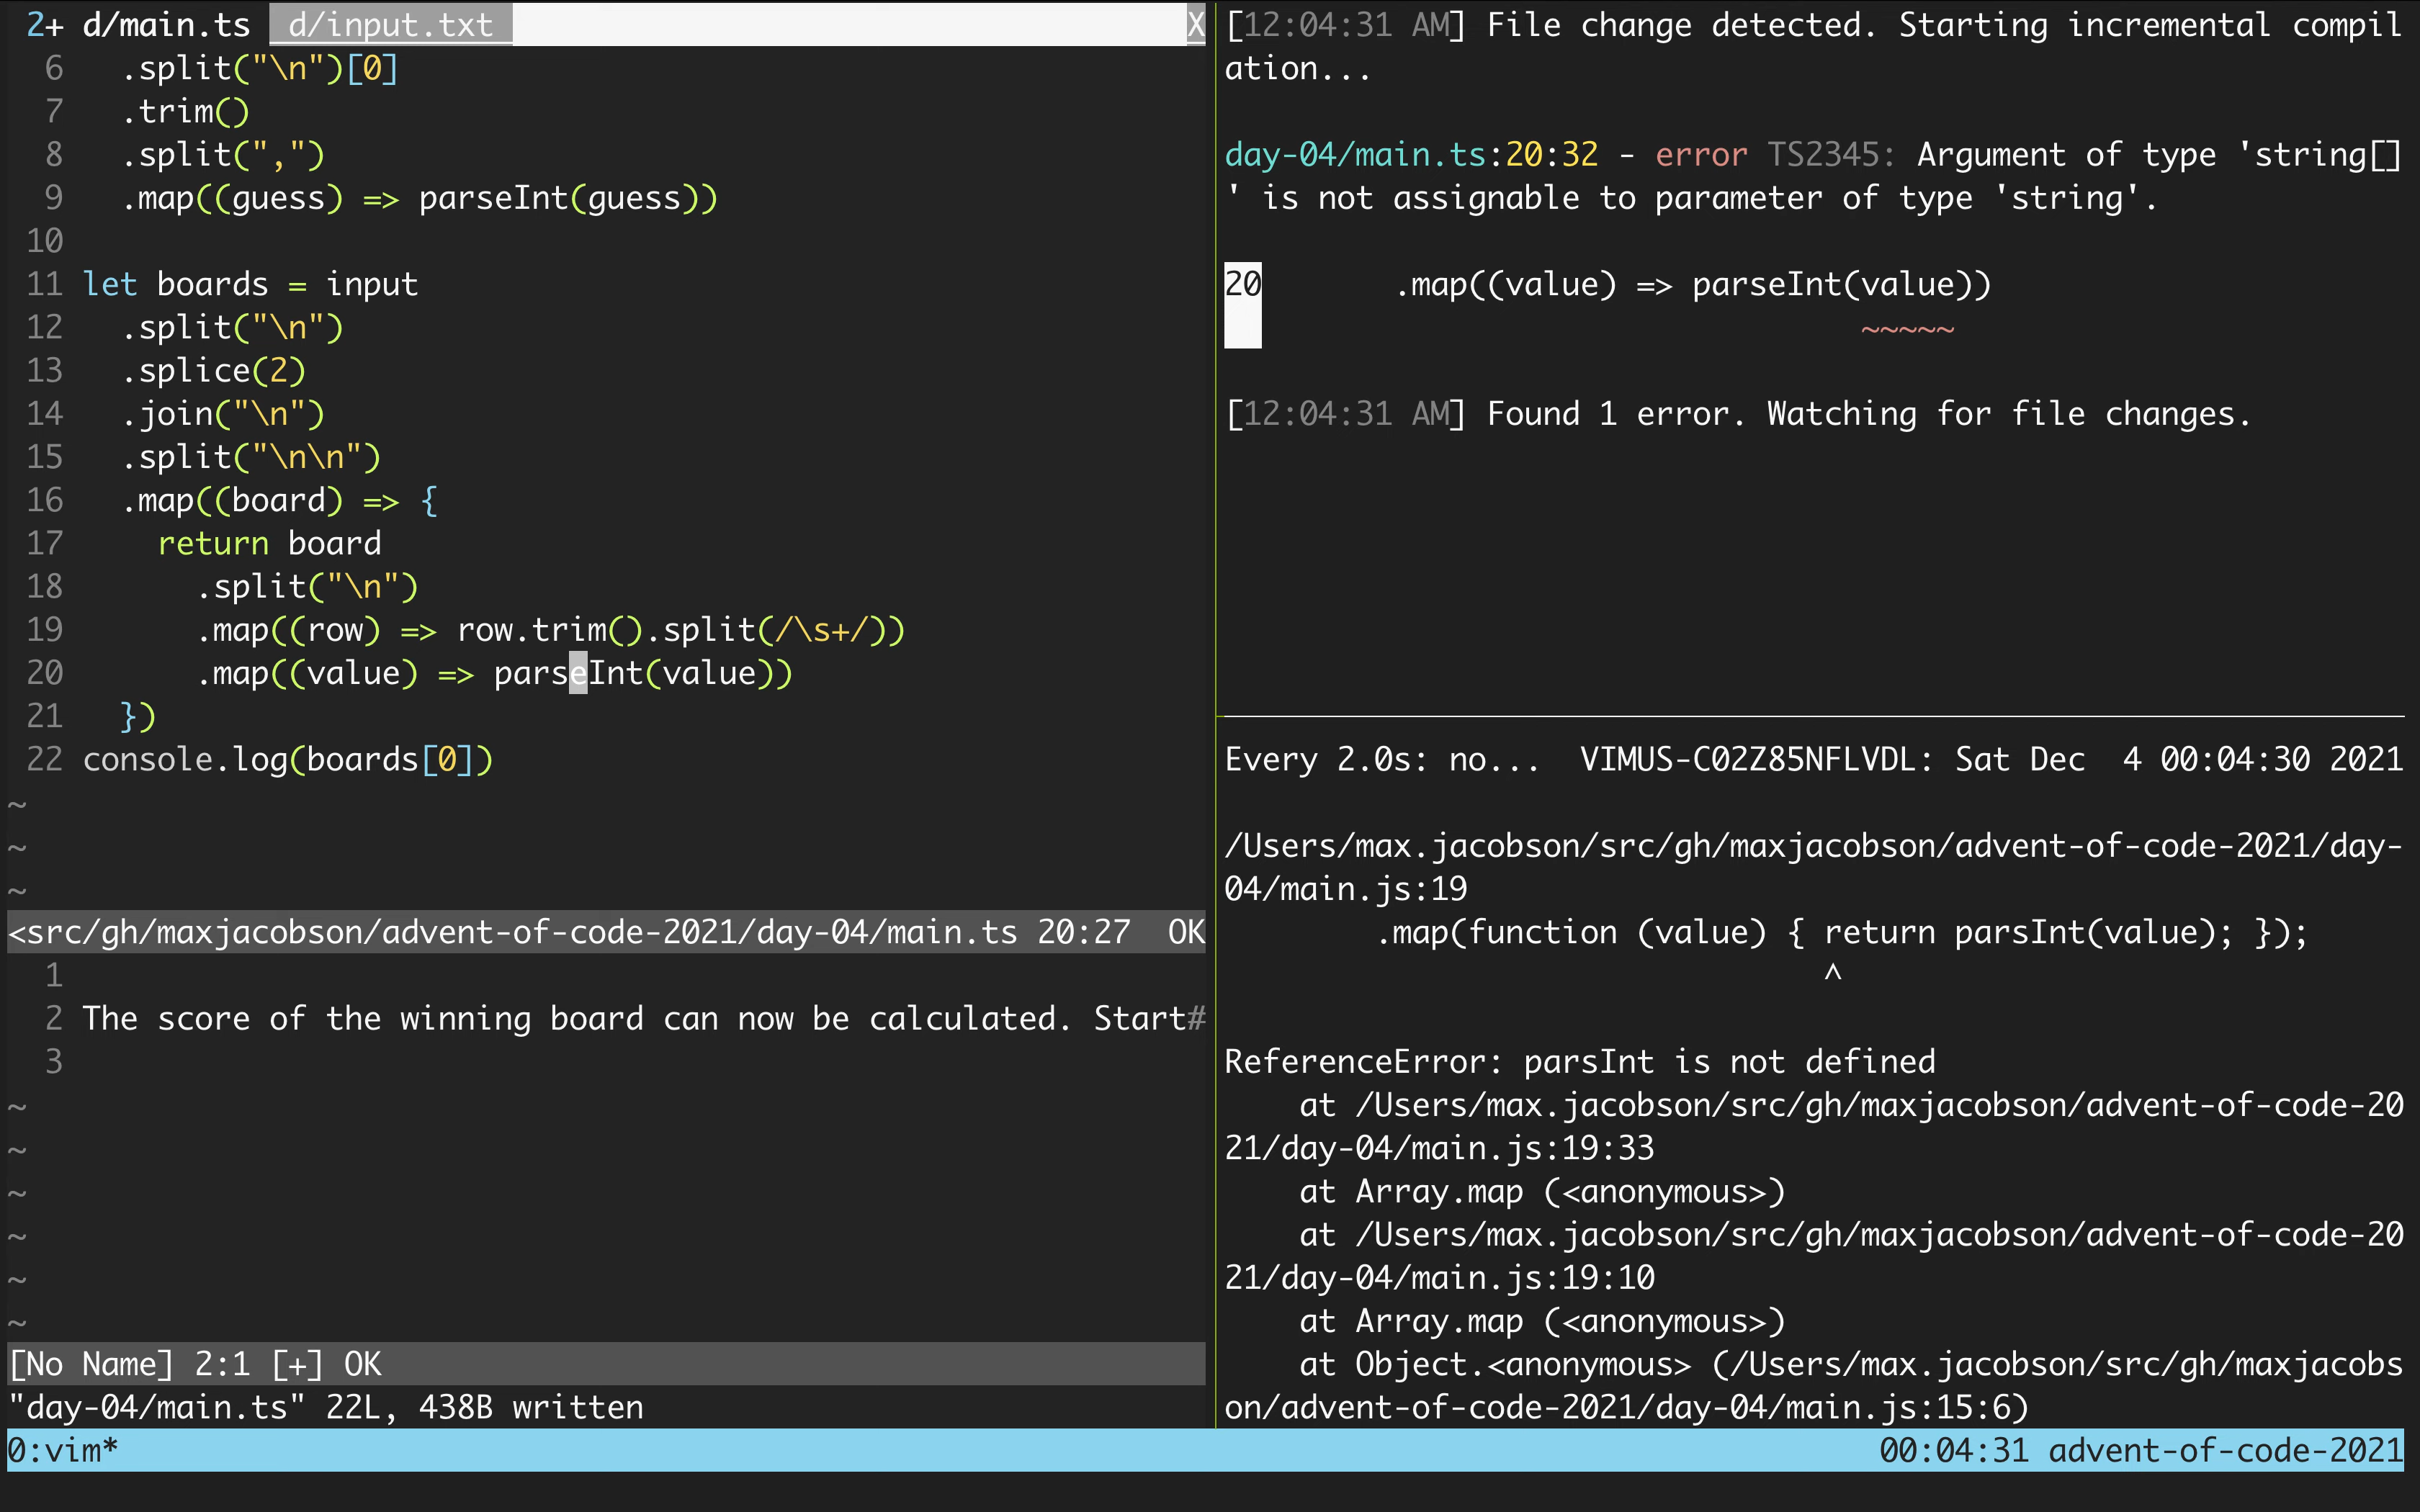 2+ d/main.ts  d/input.txt X
6   .split("\n")[0]
7   .trim()
8   .split(",")
9   .map((guess) => parseInt(guess))
10
11 let boards = input
12   .split("\n")
13   .splice(2)
14   .join("\n")
15   .split("\n\n")
16   .map((board) => {
17     return board
18       .split("\n")
19       .map((row) => row.trim().split(/\s+/))
20       .map((value) => parseInt(value))
21   })
22 console.log(boards[0])
~
~
~
<src/gh/maxjacobson/advent-of-code-2021/day-04/main.ts 20:27  OK
1
2 The score of the winning board can now be calculated. Start#
3
~
~
~
~
~
~
[No Name] 2:1 [+] OK
"day-04/main.ts" 22L, 438B written
[12:04:31 AM] File change detected. Starting incremental compil
ation...
day-04/main.ts:20:32 - error TS2345: Argument of type 'string[]
' is not assignable to parameter of type 'string'.
20       .map((value) => parseInt(value))
~~~~~
[12:04:31 AM] Found 1 error. Watching for file changes.
Every 2.0s: no...  VIMUS-C02Z85NFLVDL: Sat Dec  4 00:04:30 2021
/Users/max.jacobson/src/gh/maxjacobson/advent-of-code-2021/day-
04/main.js:19
        .map(function (value) { return parsInt(value); });
^
ReferenceError: parsInt is not defined
    at /Users/max.jacobson/src/gh/maxjacobson/advent-of-code-20
21/day-04/main.js:19:33
    at Array.map (<anonymous>)
    at /Users/max.jacobson/src/gh/maxjacobson/advent-of-code-20
21/day-04/main.js:19:10
    at Array.map (<anonymous>)
    at Object.<anonymous> (/Users/max.jacobson/src/gh/maxjacobs
on/advent-of-code-2021/day-04/main.js:15:6)
0:vim* 00:04:31 advent-of-code-2021